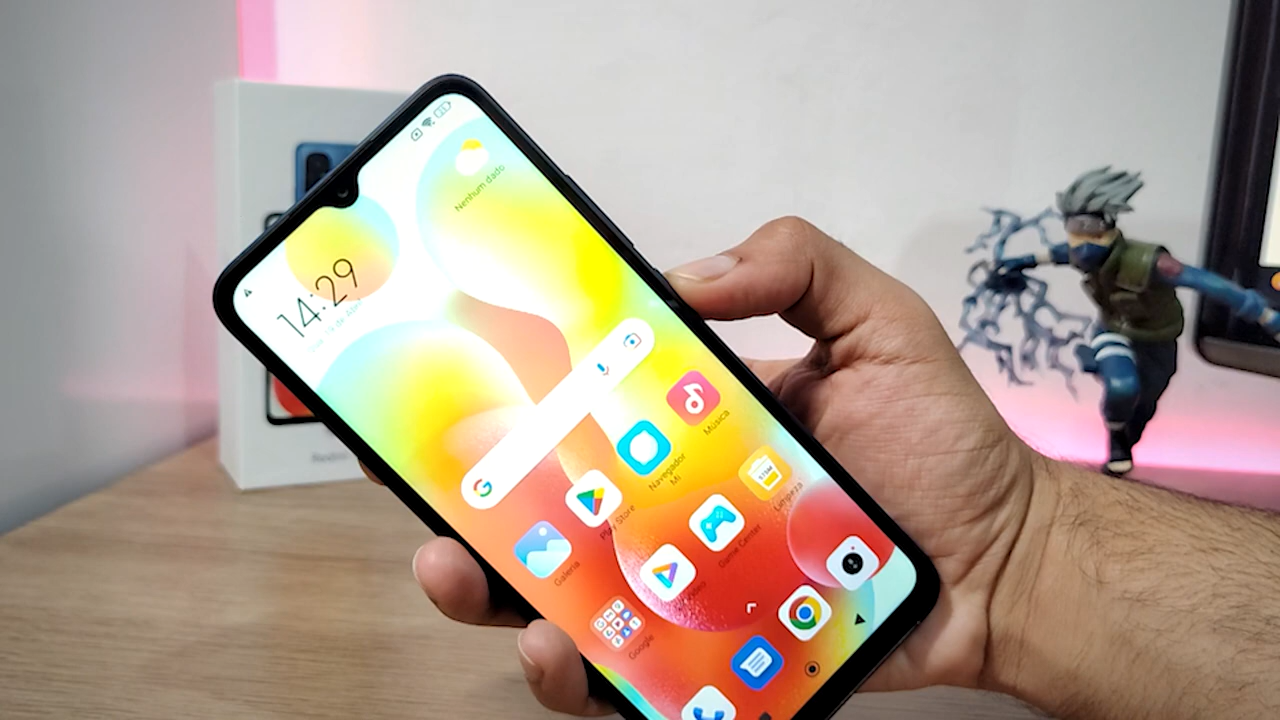 Nenhum dado
14:29
Música
Navegador
Mi
Play Store
Galeria
Limpeza
Game Center
Google